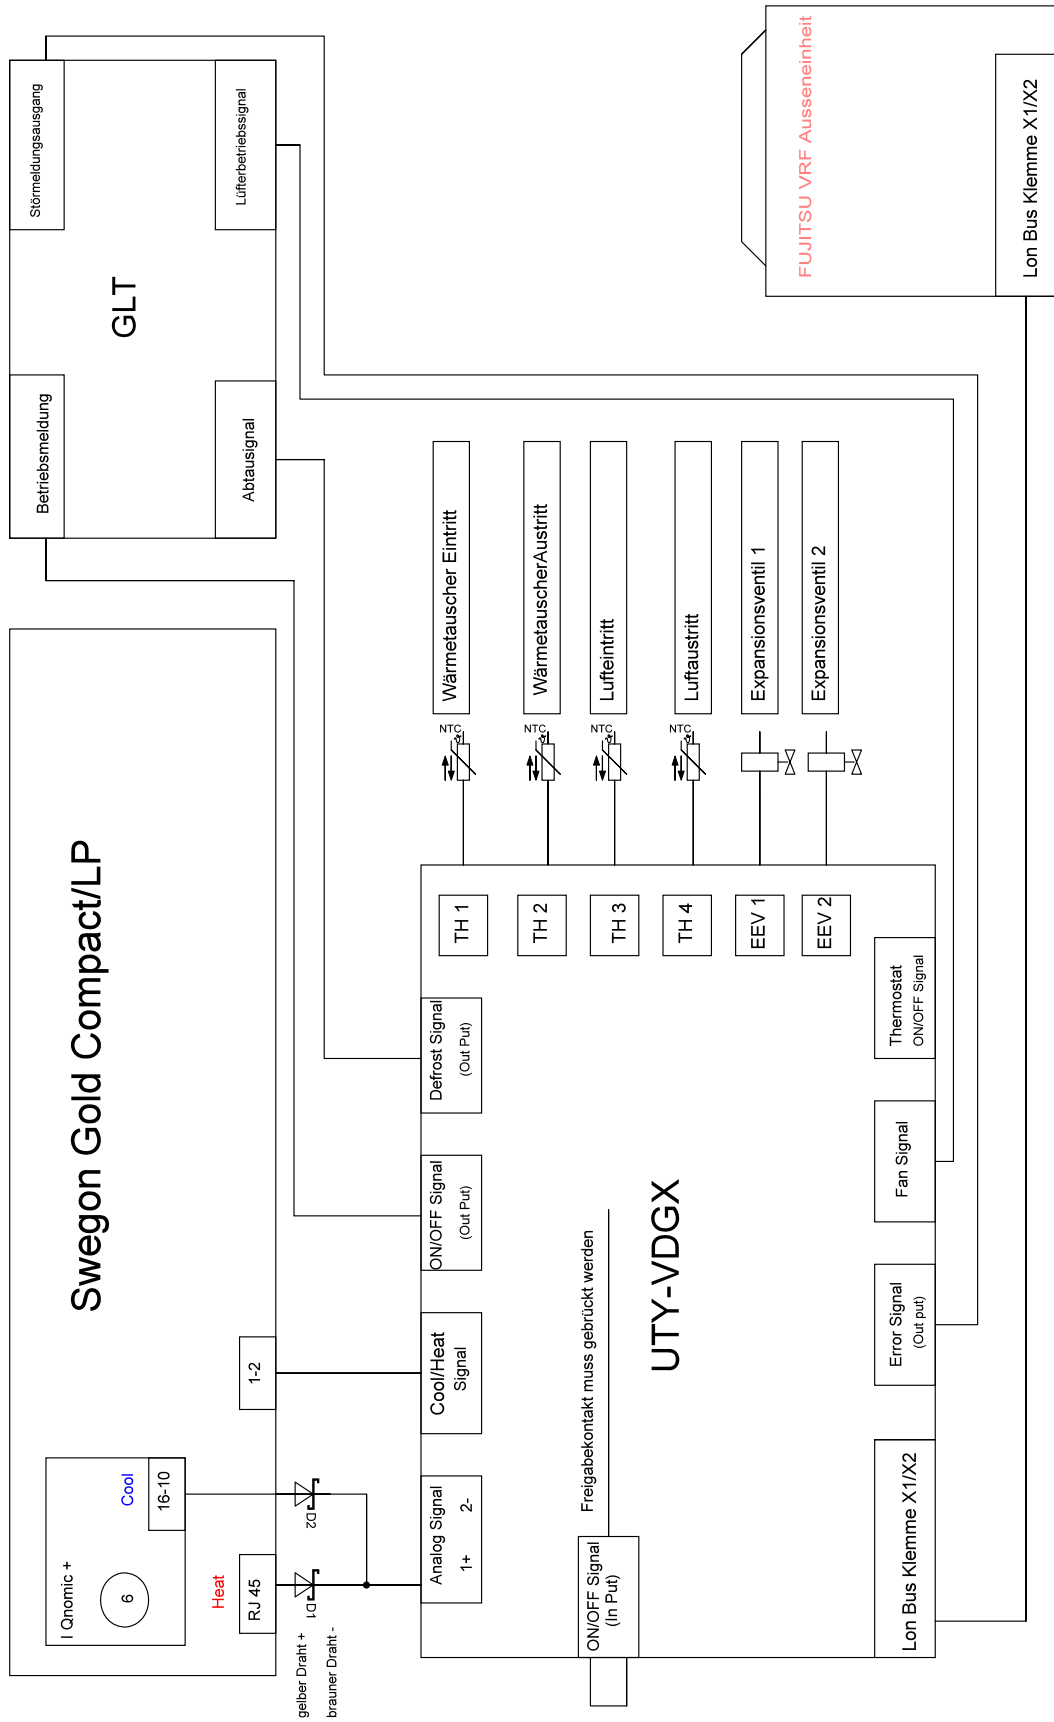 Swegon Gold Compact/LP
I Qnomic +
6
Cool
16-10
Heat
RJ 45
1-2
gelber Draht +
brauner Draht -
D1
D2
GLT
Betriebsmeldung
Störmeldungsausgang
Abtausignal
Lüfterbetriebssignal
Analog Signal
1+ 2-
Cool/Heat
Signal
ON/OFF Signal
(Out Put)
Defrost Signal
(Out Put)
TH 1
TH 2
TH 3
TH 4
EEV 1
EEV 2
NTC
Wärmetauscher Eintritt
NTC
WärmetauscherAustritt
NTC
Lufteintritt
NTC
Luftaustritt
Expansionsventil 1
Expansionsventil 2
ON/OFF Signal
(In Put)
Freigabekontakt muss gebrückt werden
UTY-VDGX
Lon Bus Klemme X1/X2
Error Signal
(Out put)
Fan Signal
Thermostat
ON/OFF Signal
FUJITSU VRF Ausseneinheit
Lon Bus Klemme X1/X2